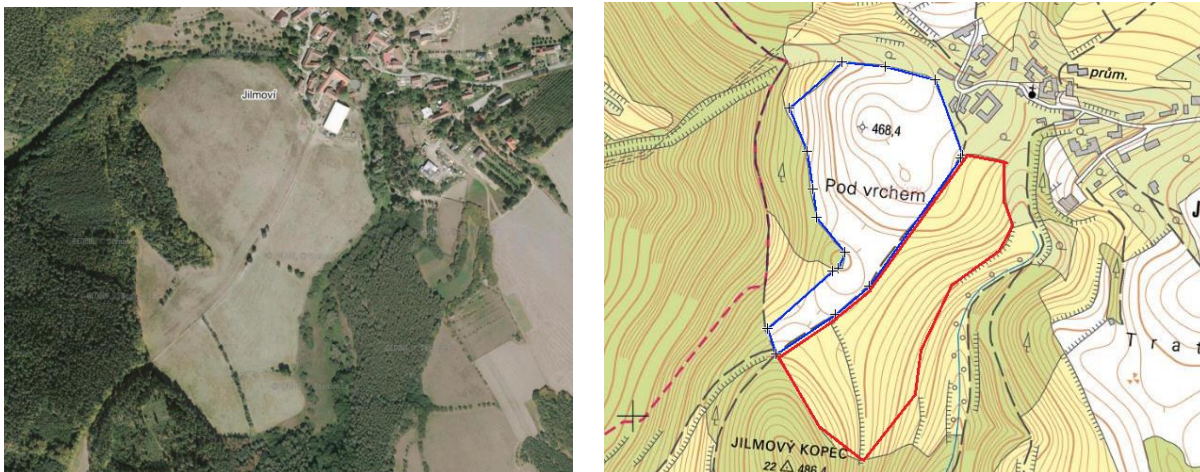 Jilmoví
prům.
468,4
Pod vrchem
J
T r a t
JILMOVÝ KOPEC
22 486,4